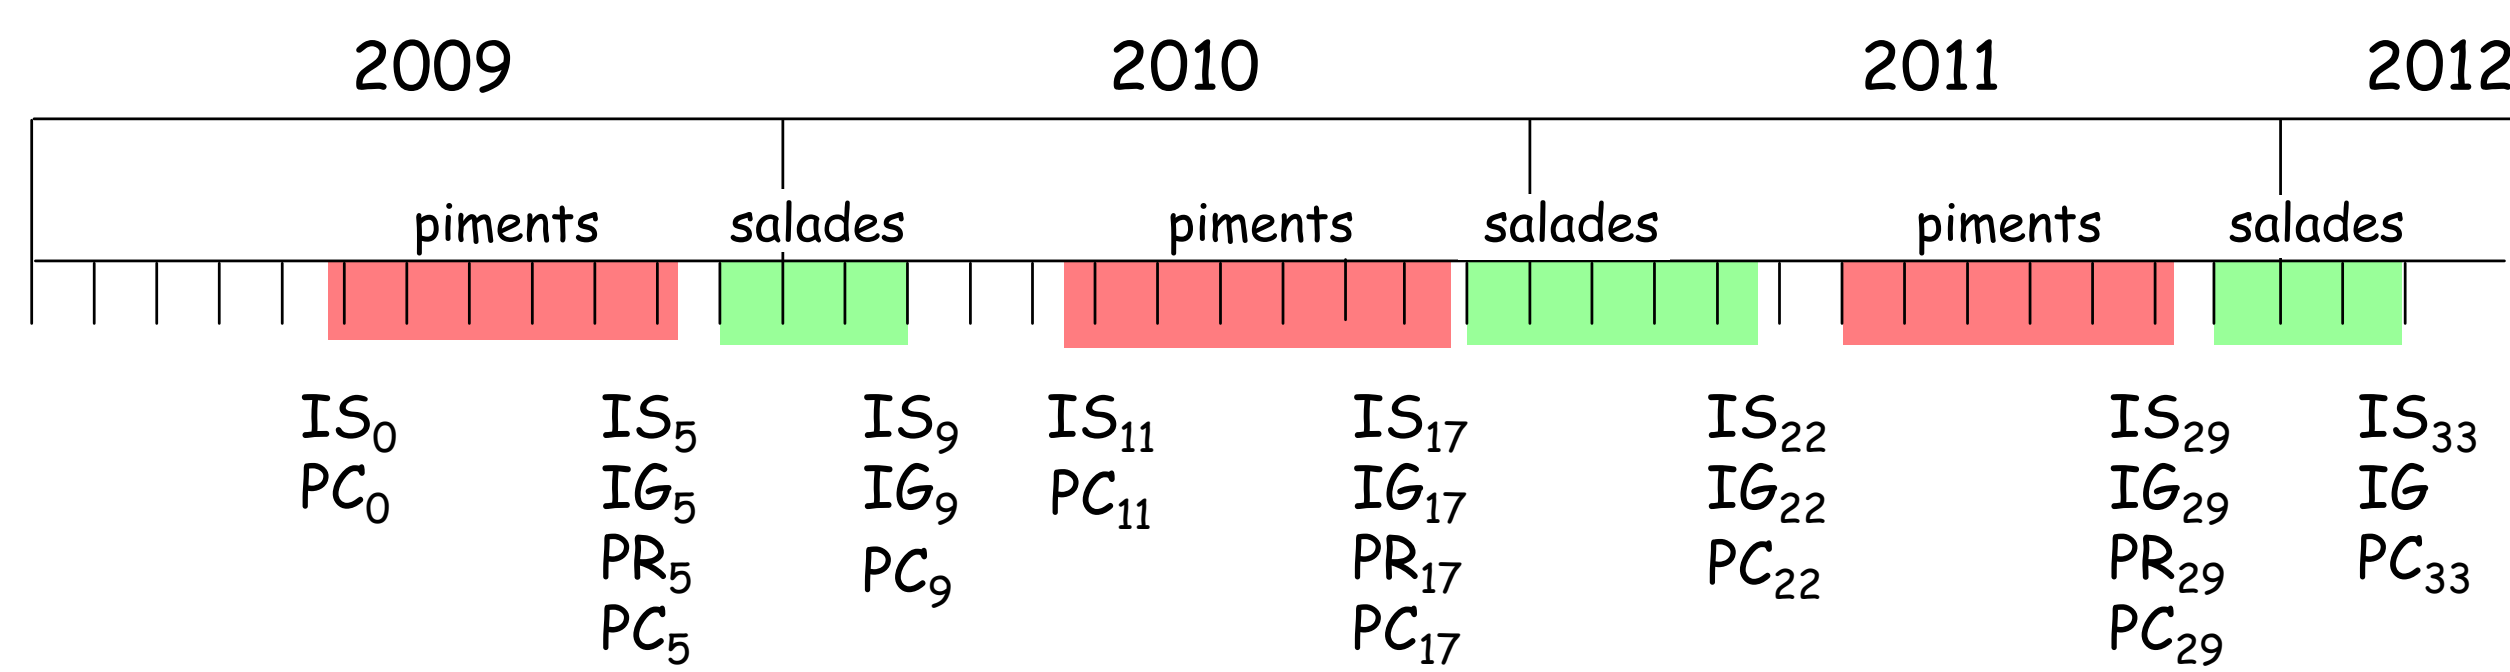 2009 2010 2011 2012
piments salades piments salades piments salades
IS0 IS5 IS9 IS11 IS17 IS22 IS29 IS33
PC0 IG5 IG9 PC11 IG17 IG22 IG29 IG
PR5 PC9 PR17 PC22 PR29 PC33
PC5 PC17 PC29